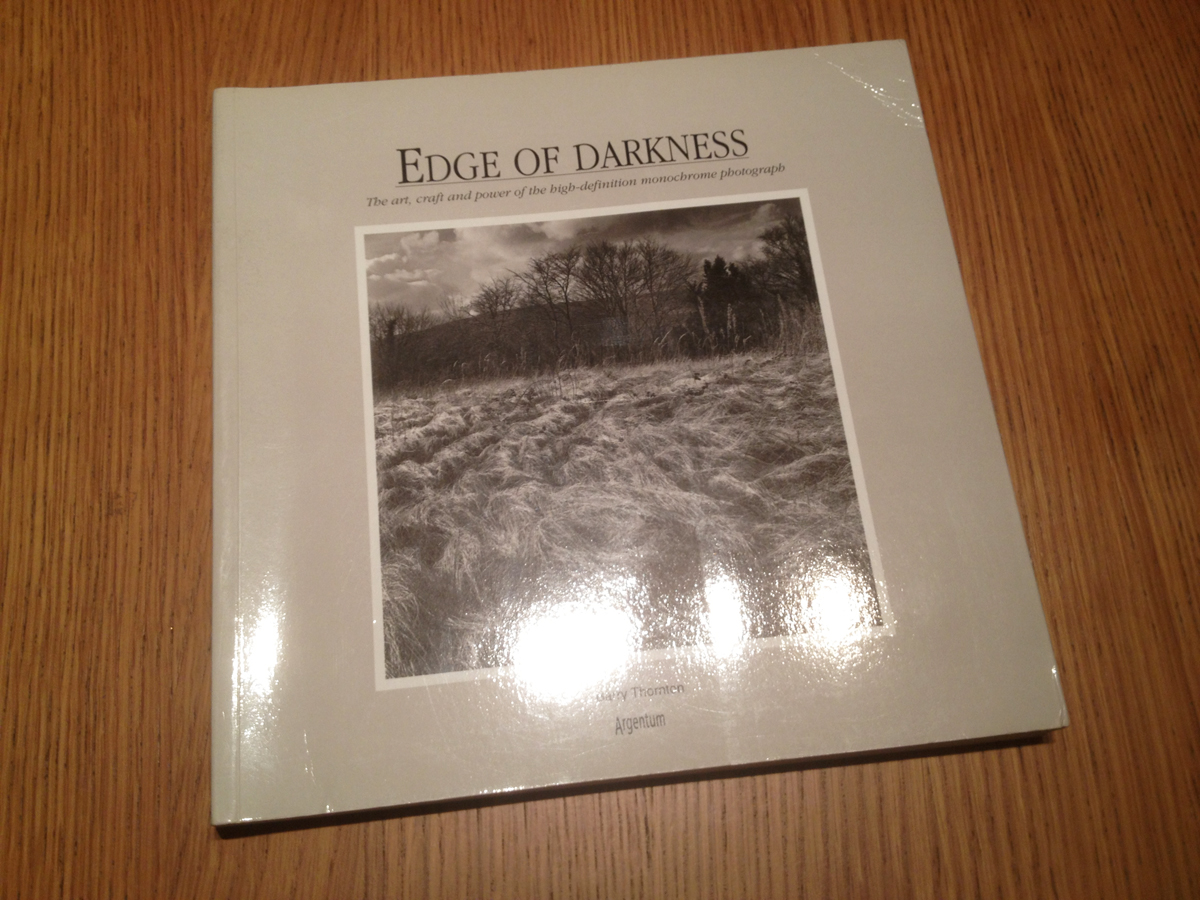 EDGE OF DARKNESS
The art, craft and power of the high-definition monochrome photograph
Thornton
Argentum